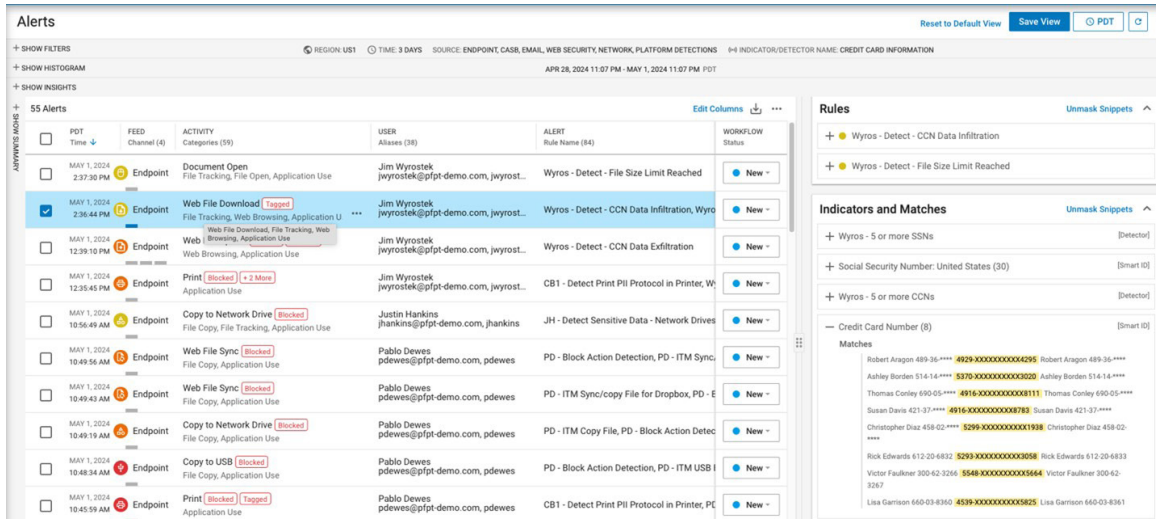 Alerts
Reset to Default View
Save View
PDT
+ SHOW FILTERS
REGION: US1 TIME: 3 DAYS SOURCE: ENDPOINT, CASB, EMAIL, WEB SECURITY, NETWORK, PLATFORM DETECTIONS INDICATOR/DETECTOR NAME: CREDIT CARD INFORMATION
+ SHOW HISTOGRAM
APR 28, 2024 11:07 PM - MAY 1, 2024 11:07 PM PDT
+ SHOW INSIGHTS
+ SHOW SUMMARY
55 Alerts
Edit Columns
PDT FEED ACTIVITY USER ALERT WORKFLOW
Time Channel (4) Categories (59) Aliases (38) Rule Name (84) Status
MAY 1, 2024 Document Open Jim Wyrostek
2:37:30 PM Endpoint File Tracking, File Open, Application Use jwyrostek@pfpt-demo.com, jwyrost... Wyros - Detect - File Size Limit Reached New
MAY 1, 2024 Web File Download Tagged Jim Wyrostek
2:36:44 PM Endpoint File Tracking, Web Browsing, Application U ... jwyrostek@pfpt-demo.com, jwyrost... Wyros - Detect - CCN Data Infiltration, Wyro New
Web File Download, File Tracking, Web
Browsing, Application Use
MAY 1, 2024 Web Jim Wyrostek
12:39:10 PM Endpoint Web Browsing, Application Use jwyrostek@pfpt-demo.com, jwyrost... Wyros - Detect - CCN Data Exfiltration New
MAY 1, 2024 Print Blocked + 2 More Jim Wyrostek
12:35:45 PM Endpoint Application Use jwyrostek@pfpt-demo.com, jwyrost... CB1 - Detect Print PII Protocol in Printer, Wy New
MAY 1, 2024 Copy to Network Drive Blocked Justin Hankins
10:56:49 AM Endpoint File Copy, File Tracking, Application Use jhankins@pfpt-demo.com, jhankins JH - Detect Sensitive Data - Network Drives New
MAY 1, 2024 Web File Sync Blocked Pablo Dewes
10:49:56 AM Endpoint File Copy, Application Use pdewes@pfpt-demo.com, pdewes PD - Block Action Detection, PD - ITM Sync, New
MAY 1, 2024 Web File Sync Blocked Pablo Dewes
10:49:43 AM Endpoint File Copy, Application Use pdewes@pfpt-demo.com, pdewes PD - ITM Sync/copy File for Dropbox, PD - E New
MAY 1, 2024 Copy to Network Drive Blocked Pablo Dewes
10:49:19 AM Endpoint File Copy, Application Use pdewes@pfpt-demo.com, pdewes PD - ITM Copy File, PD - Block Action Detec New
MAY 1, 2024 Copy to USB Blocked Pablo Dewes
10:48:34 AM Endpoint File Copy, Application Use pdewes@pfpt-demo.com, pdewes PD - Block Action Detection, PD - ITM USB New
MAY 1, 2024 Print Blocked Tagged Pablo Dewes
10:45:59 AM Endpoint Application Use pdewes@pfpt-demo.com, pdewes CB1 - Detect Print PII Protocol in Printer, PD New
Rules Unmask Snippets
+ Wyros - Detect - CCN Data Infiltration
+ Wyros - Detect - File Size Limit Reached
Indicators and Matches Unmask Snippets
+ Wyros - 5 or more SSNs [Detector]
+ Social Security Number: United States (30) [Smart ID]
+ Wyros - 5 or more CCNs [Detector]
— Credit Card Number (8) [Smart ID]
Matches
Robert Aragon 489-36-**** 4929-XXXXXXXXXX4295 Robert Aragon 489-36-****
Ashley Borden 514-14-**** 5370-XXXXXXXXXX3020 Ashley Borden 514-14-****
Thomas Conley 690-05-**** 4916-XXXXXXXXXX8111 Thomas Conley 690-05-****
Susan Davis 421-37-**** 4916-XXXXXXXXXX8783 Susan Davis 421-37-****
Christopher Diaz 458-02-**** 5299-XXXXXXXXXX1938 Christopher Diaz 458-02-
****
Rick Edwards 612-20-6832 5293-XXXXXXXXXX3058 Rick Edwards 612-20-6833
Victor Faulkner 300-62-3266 5548-XXXXXXXXXX5664 Victor Faulkner 300-62-
3267
Lisa Garrison 660-03-8360 4539-XXXXXXXXXX5825 Lisa Garrison 660-03-8361